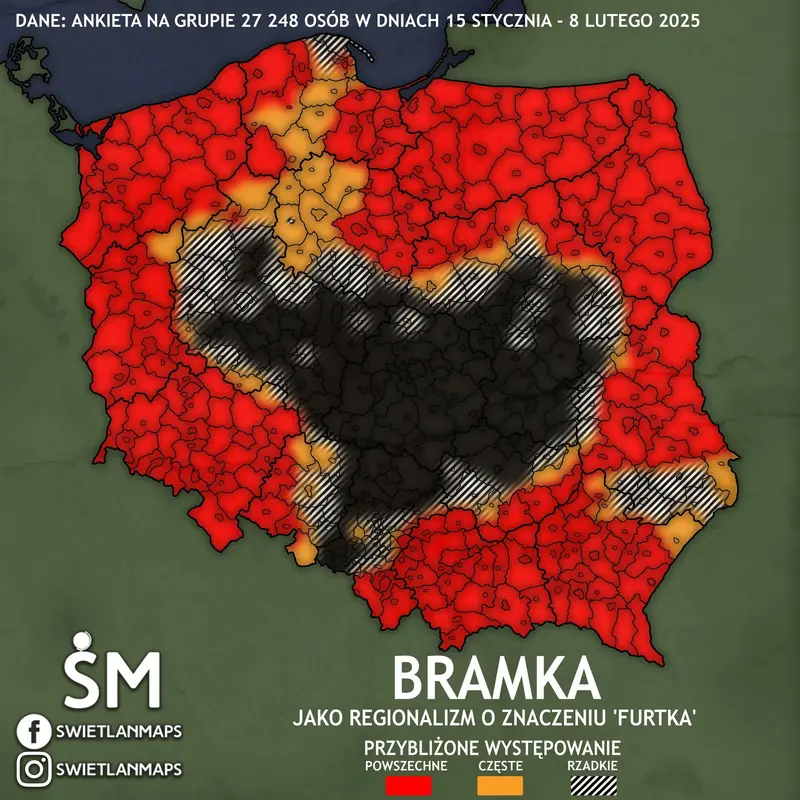 DANE: ANKIETA NA GRUPIE 27 248 OSÓB W DNIACH 15 STYCZNIA - 8 LUTEGO 2025
ŚM
SWIETLANMAPS
SWIETLANMAPS
BRAMKA
JAKO REGIONALIZM O ZNACZENIU 'FURTKA'
PRZYBLIŻONE WYSTĘPOWANIE
POWSZECHNE CZĘSTE RZADKIE